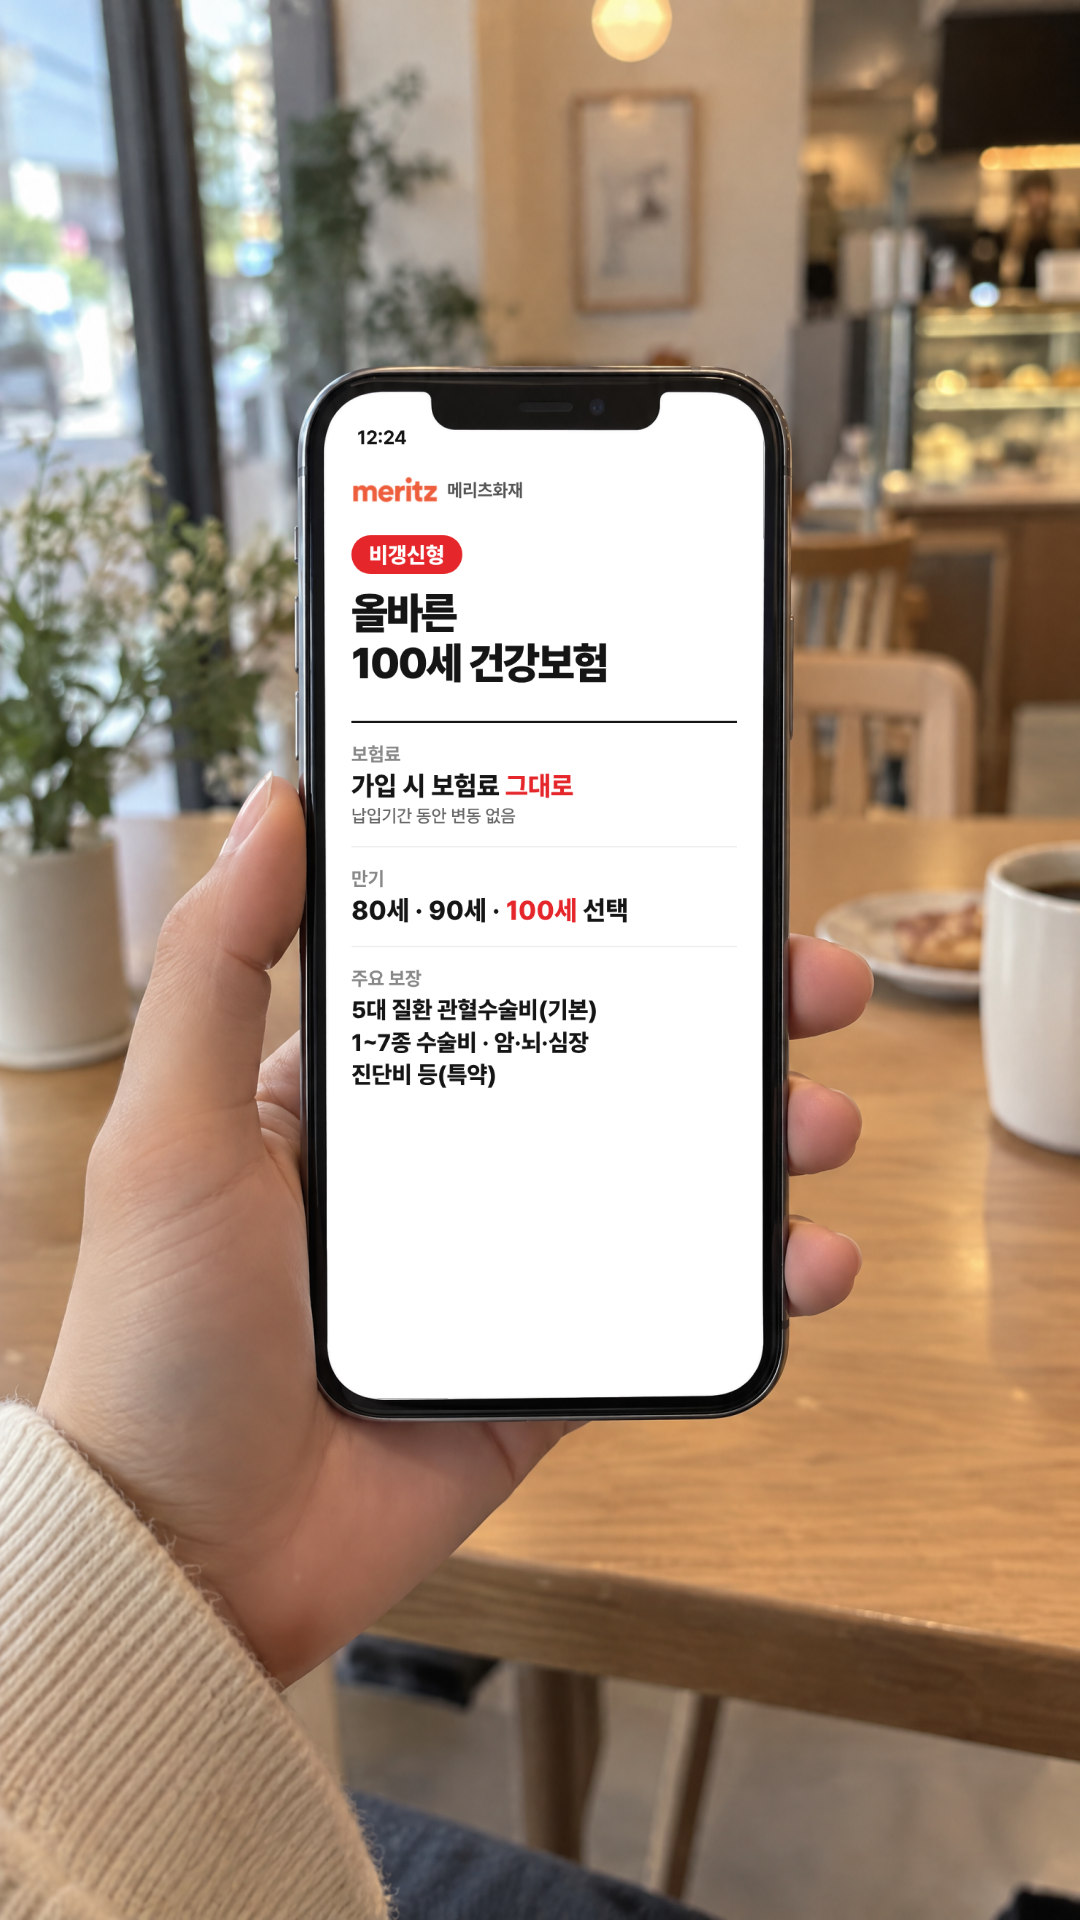 12:24
meritz 메리츠화재
비갱신형
올바른
100세 건강보험
보험료
가입 시 보험료 그대로
납입기간 동안 변동 없음
만기
80세 · 90세 · 100세 선택
주요 보장
5대 질환 관혈수술비(기본)
1~7종 수술비 · 암·뇌·심장
진단비 등(특약)